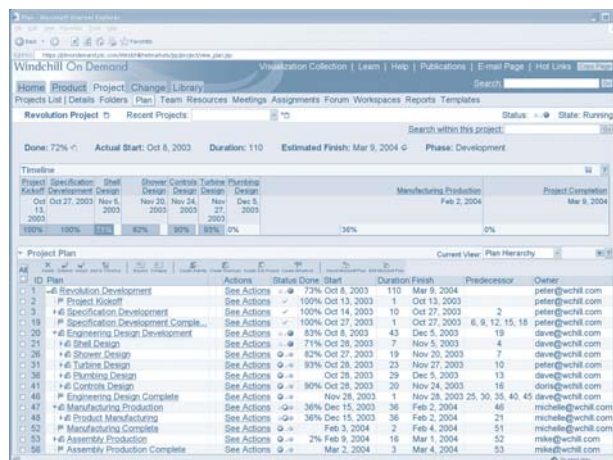 Plan - Microsoft Internet Explorer
Windchill On Demand
Visualization Collection | Learn | Help | Publications | E-mail Page | Hot Links Copy Page
Home Product Project Change Library
Search:
Projects List | Details Folders Plan Team Resources Meetings Assignments Forum Workspaces Reports Templates
Revolution Project Recent Projects: Status: State: Running
Search within this project:
Done: 72% Actual Start: Oct 8, 2003 Duration: 110 Estimated Finish: Mar 9, 2004 Phase: Development
Timeline
Project Specification Shell Shower Controls Turbine Plumbing
Kickoff Development Design Design Design Design Design Manufacturing Production Project Completion
Oct 13, 2003 Oct 27, 2003 Nov 5, 2003 Nov 20, 2003 Nov 24, 2003 Nov 27, 2003 Dec 5, 2003 Feb 2, 2004 Mar 9, 2004
100% 100% 71% 82% 90% 93% 0% 36% 0%
Project Plan Current View: Plan Hierarchy
All
ID Plan Actions Status Done Start Duration Finish Predecessor Owner
1 Revolution Development See Actions 73% Oct 8, 2003 110 Mar 9, 2004 peter@wchill.com
2 Project Kickoff See Actions 100% Oct 13, 2003 1 Oct 13, 2003 peter@wchill.com
3 Specification Development See Actions 100% Oct 14, 2003 10 Oct 27, 2003 2 peter@wchill.com
19 Specification Development Comple... See Actions 100% Oct 27, 2003 1 Oct 27, 2003 6, 9, 12, 15, 18 peter@wchill.com
20 Engineering Design Development See Actions 83% Oct 8, 2003 43 Dec 5, 2003 19 dave@wchill.com
21 Shell Design See Actions 71% Oct 28, 2003 7 Nov 5, 2003 4 dave@wchill.com
26 Shower Design See Actions 82% Oct 27, 2003 19 Nov 20, 2003 7 dave@wchill.com
31 Turbine Design See Actions 93% Oct 28, 2003 23 Nov 27, 2003 10 peter@wchill.com
36 Plumbing Design See Actions Oct 28, 2003 29 Dec 5, 2003 13 dave@wchill.com
41 Controls Design See Actions 90% Oct 28, 2003 20 Nov 24, 2003 16 doris@wchill.com
46 Engineering Design Complete See Actions Nov 28, 2003 1 Nov 28, 2003 25, 30, 35, 40, 45 dave@wchill.com
47 Manufacturing Production See Actions 36% Dec 15, 2003 36 Feb 2, 2004 46 michelle@wchill.com
48 Product Manufacturing See Actions 36% Dec 15, 2003 36 Feb 2, 2004 21 michelle@wchill.com
52 Manufacturing Complete See Actions Feb 3, 2004 2 Feb 4, 2004 51 michelle@wchill.com
53 Assembly Production See Actions 2% Feb 9, 2004 16 Mar 1, 2004 52 mike@wchill.com
56 Assembly Production Complete See Actions Mar 2, 2004 3 Mar 4, 2004 53 mike@wchill.com